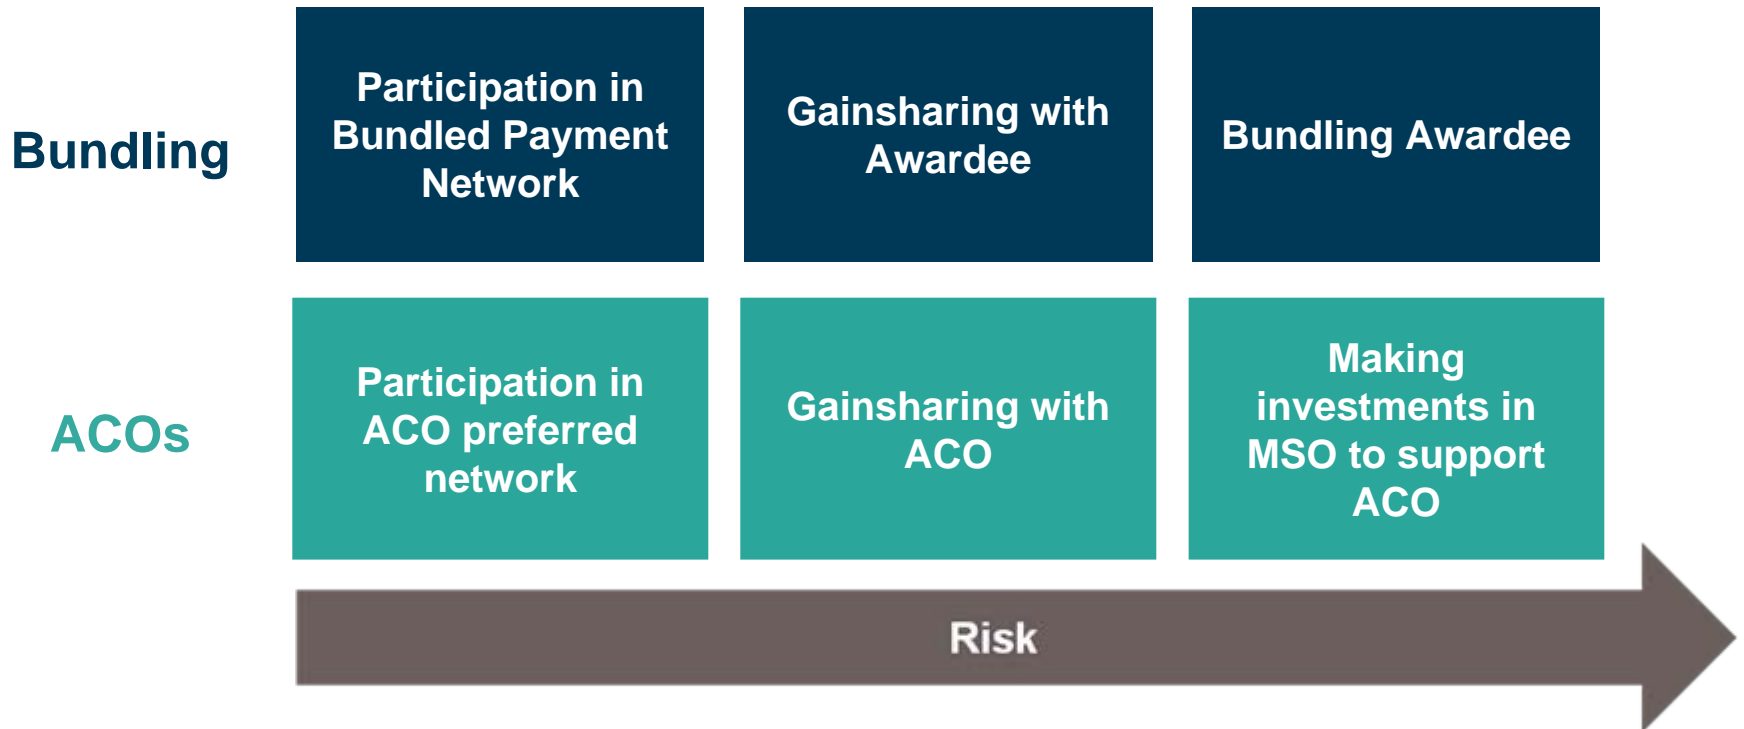 Bundling
Participation in
Bundled Payment
Network
Gainsharing with
Awardee
Bundling Awardee
ACOs
Participation in
ACO preferred
network
Gainsharing with
ACO
Making
investments in
MSO to support
ACO
Risk